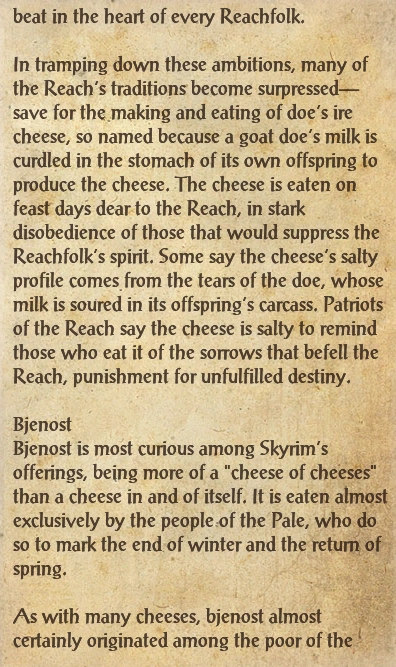 beat in the heart of every Reachfolk.
In tramping down these ambitions, many of
the Reach's traditions become surpressed—
save for the making and eating of doe's ire
cheese, so named because a goat doe's milk is
curdled in the stomach of its own offspring to
produce the cheese. The cheese is eaten on
feast days dear to the Reach, in stark
disobedience of those that would suppress the
Reachfolk's spirit. Some say the cheese's salty
profile comes from the tears of the doe, whose
milk is soured in its offspring's carcass. Patriots
of the Reach say the cheese is salty to remind
those who eat it of the sorrows that befell the
Reach, punishment for unfulfilled destiny.
Bjenost
Bjenost is most curious among Skyrim's
offerings, being more of a "cheese of cheeses"
than a cheese in and of itself. It is eaten almost
exclusively by the people of the Pale, who do
so to mark the end of winter and the return of
spring.
As with many cheeses, bjenost almost
certainly originated among the poor of the